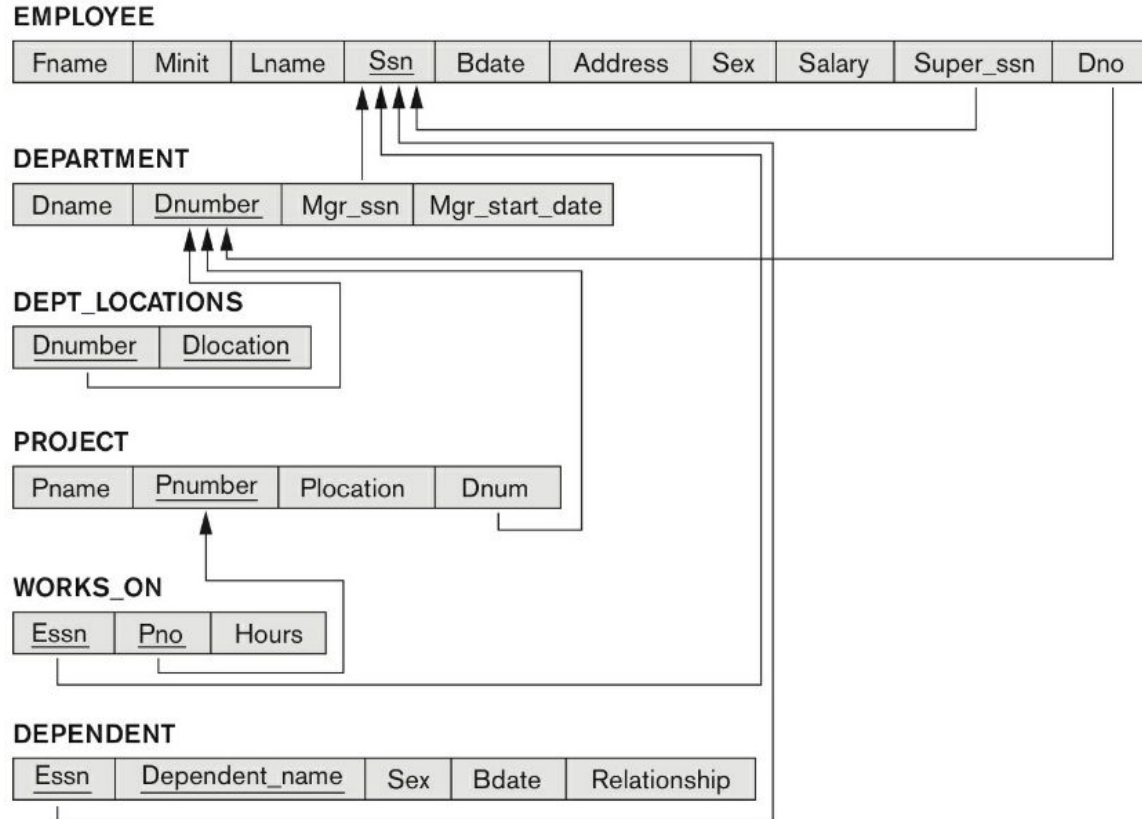 EMPLOYEE
Fname Minit Lname Ssn Bdate Address Sex Salary Super_ssn Dno
DEPARTMENT
Dname Dnumber Mgr_ssn Mgr_start_date
DEPT_LOCATIONS
Dnumber Dlocation
PROJECT
Pname Pnumber Plocation Dnum
WORKS_ON
Essn Pno Hours
DEPENDENT
Essn Dependent_name Sex Bdate Relationship